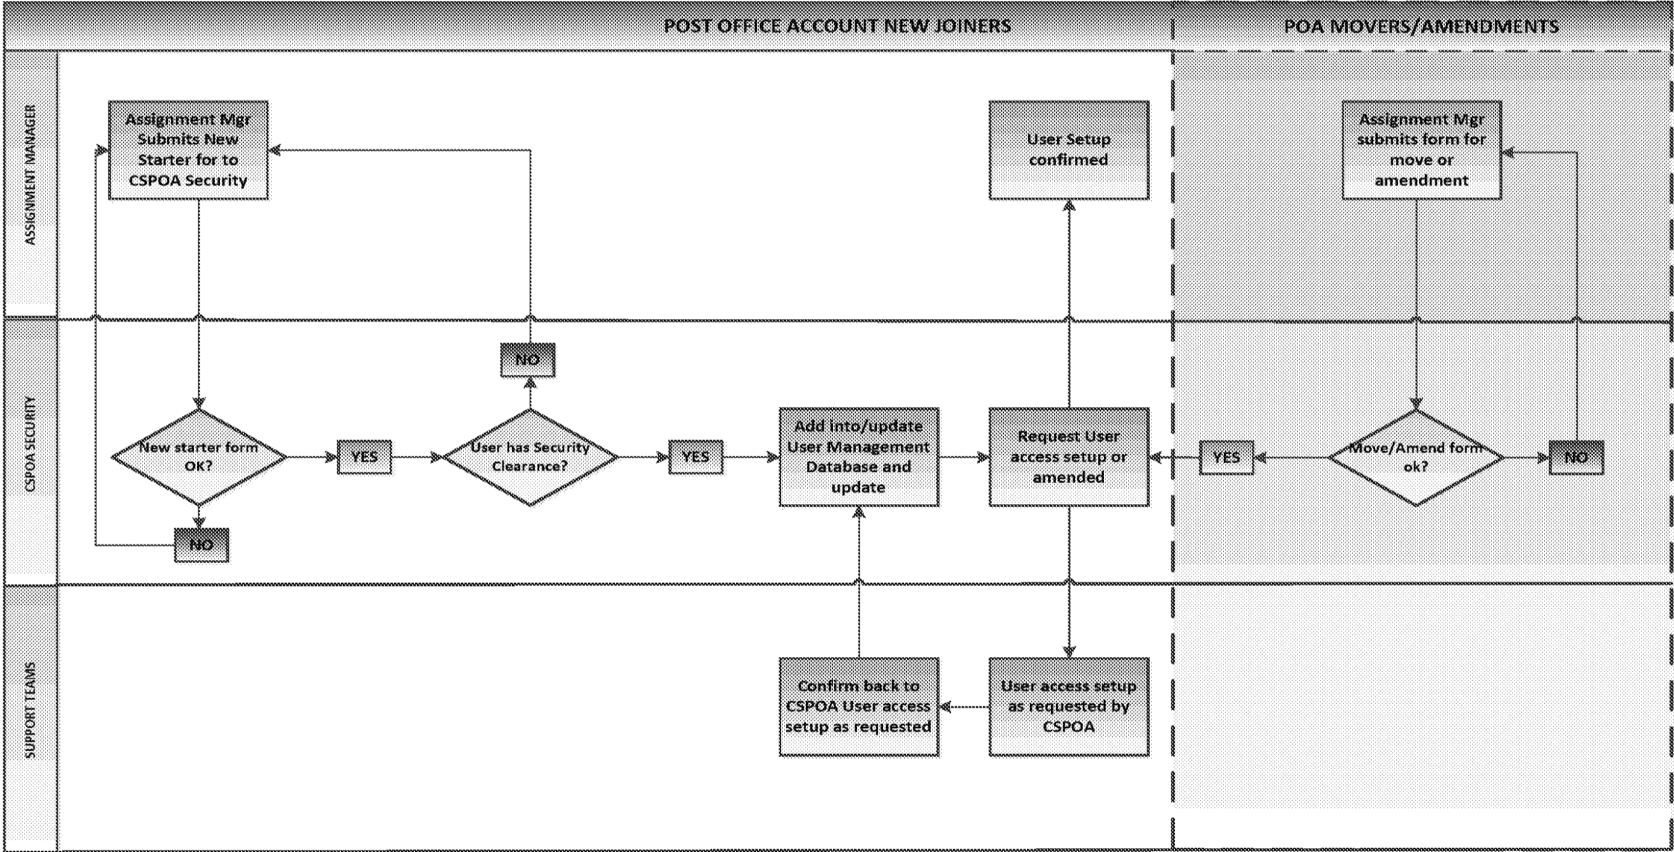 POST OFFICE ACCOUNT NEW JOINERS
POA MOVERS/AMENDMENTS
ASSIGNMENT MANAGER
Assignment Mgr
Submits New
Starter for to
CSPOA Security
User Setup
confirmed
Assignment Mgr
submits form for
move or
amendment
CSPOA SECURITY
New starter form
OK?
YES
NO
User has Security
Clearance?
NO
YES
Add into/update
User Management
Database and
update
Request User
access setup or
amended
YES
Move/Amend form
ok?
NO
SUPPORT TEAMS
Confirm back to
CSPOA User access
setup as requested
User access setup
as requested by
CSPOA